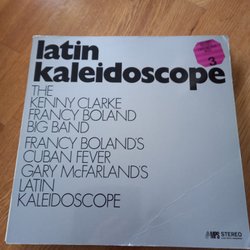 latin
kaleidoscope
3
THE
KENNY CLARKE
FRANCY BOLAND
BIG BAND
FRANCY BOLAND'S
CUBAN FEVER
GARY McFARLAND'S
LATIN
KALEIDOSCOPE
MPS STEREO